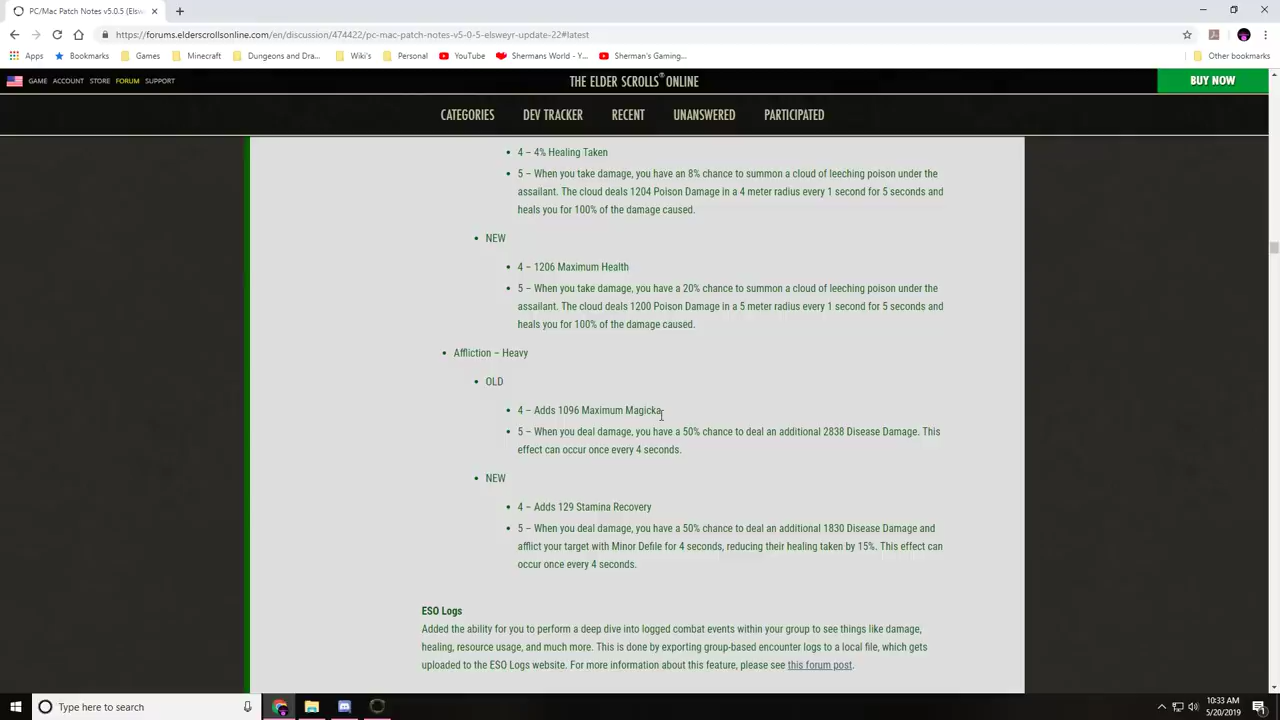 PC/Mac Patch Notes v5.0.5 (Elsw
https://forums.elderscrollsonline.com/en/discussion/474422/pc-mac-patch-notes-v5-0-5-elsweyr-update-22#latest
Apps Bookmarks Games Minecraft Dungeons and Dra... Wiki's Personal YouTube Shermans World - Y... Sherman's Gaming... Other bookmarks
GAME ACCOUNT STORE FORUM SUPPORT THE ELDER SCROLLS® ONLINE BUY NOW
CATEGORIES DEV TRACKER RECENT UNANSWERED PARTICIPATED
• 4 – 4% Healing Taken
• 5 – When you take damage, you have an 8% chance to summon a cloud of leeching poison under the
assailant. The cloud deals 1204 Poison Damage in a 4 meter radius every 1 second for 5 seconds and
heals you for 100% of the damage caused.
• NEW
• 4 – 1206 Maximum Health
• 5 – When you take damage, you have a 20% chance to summon a cloud of leeching poison under the
assailant. The cloud deals 1200 Poison Damage in a 5 meter radius every 1 second for 5 seconds and
heals you for 100% of the damage caused.
• Affliction – Heavy
• OLD
• 4 – Adds 1096 Maximum Magicka
• 5 – When you deal damage, you have a 50% chance to deal an additional 2838 Disease Damage. This
effect can occur once every 4 seconds.
• NEW
• 4 – Adds 129 Stamina Recovery
• 5 – When you deal damage, you have a 50% chance to deal an additional 1830 Disease Damage and
afflict your target with Minor Defile for 4 seconds, reducing their healing taken by 15%. This effect can
occur once every 4 seconds.
ESO Logs
Added the ability for you to perform a deep dive into logged combat events within your group to see things like damage,
healing, resource usage, and much more. This is done by exporting group-based encounter logs to a local file, which gets
uploaded to the ESO Logs website. For more information about this feature, please see this forum post.
Type here to search
10:33 AM
5/20/2019